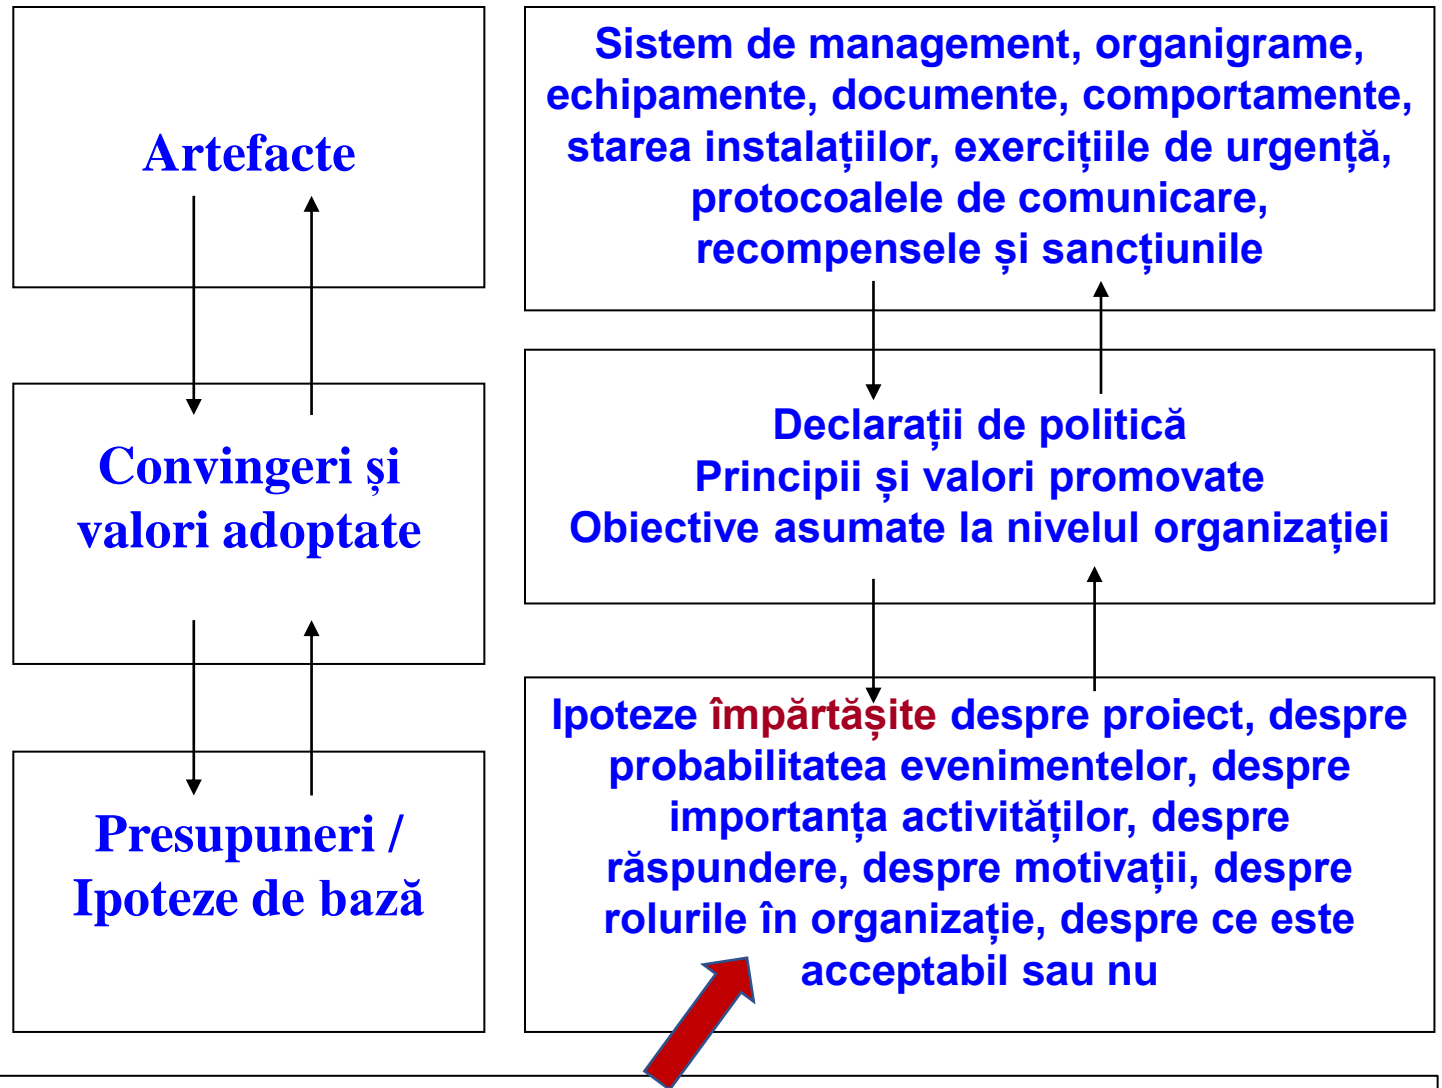 Artefacte
Sistem de management, organigrame,
echipamente, documente, comportamente,
starea instalațiilor, exercițiile de urgență,
protocoalele de comunicare,
recompensele și sancțiunile
Convingeri și
valori adoptate
Declarații de politică
Principii și valori promovate
Obiective asumate la nivelul organizației
Presupuneri /
Ipoteze de bază
Ipoteze împărtășite despre proiect, despre
probabilitatea evenimentelor, despre
importanța activităților, despre
răspundere, despre motivații, despre
rolurile în organizație, despre ce este
acceptabil sau nu